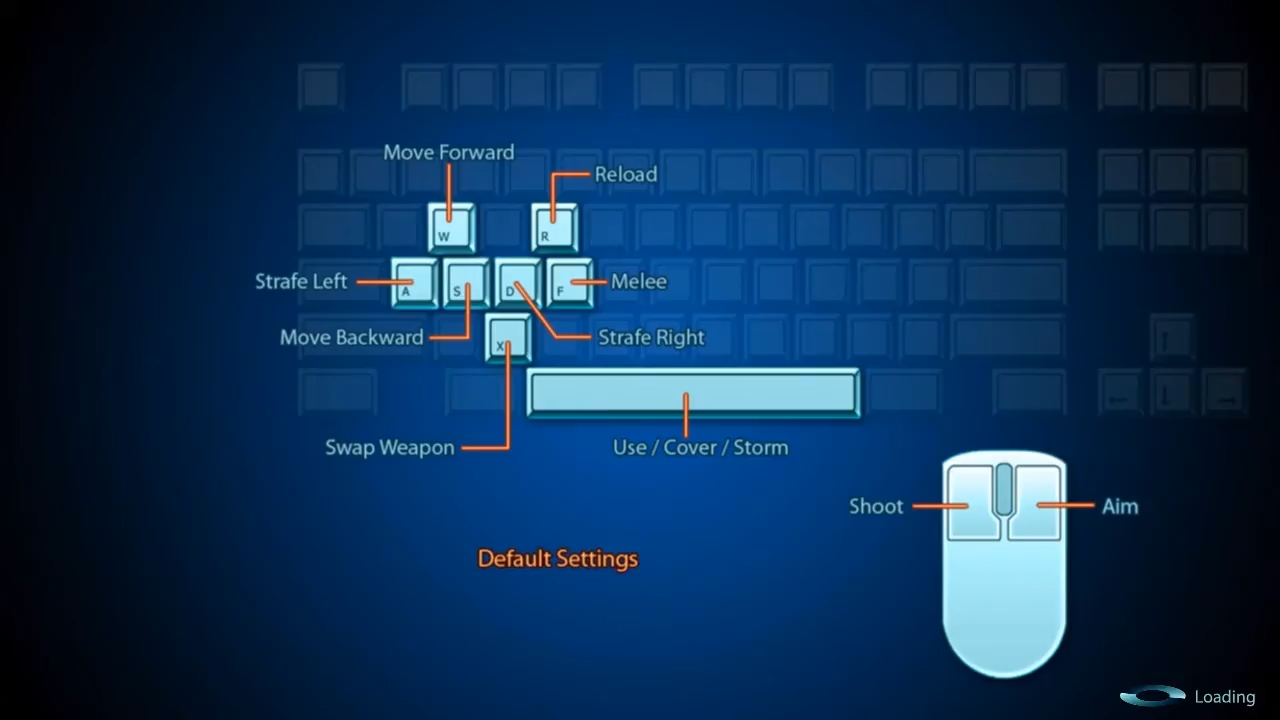 Move Forward
Reload
W
R
Strafe Left
A
S
D
F
Melee
Move Backward
X
Strafe Right
Swap Weapon
Use / Cover / Storm
Shoot
Aim
Default Settings
Loading